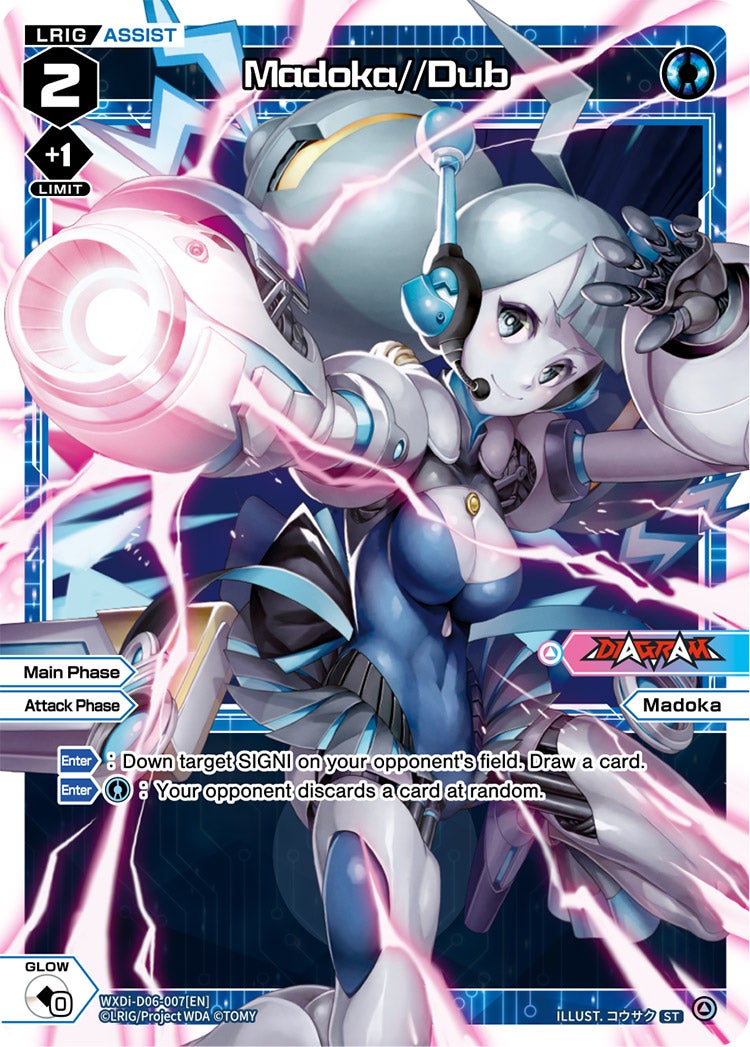 LRIG ASSIST
2
Madoka//Dub
+1
LIMIT
DIAGRAM
Main Phase
Attack Phase
Madoka
Enter : Down target SIGNI on your opponent's field. Draw a card.
Enter : Your opponent discards a card at random.
GLOW
0
WXDi-D06-007[EN]
©LRIG/Project WDA ©TOMY
ILLUST. コウサク ST